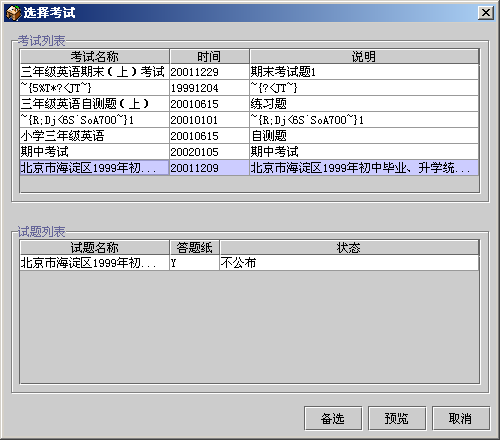 选择考试
考试列表
考试名称 时间 说明
三年级英语期末（上）考试 20011229 期末考试题1
~{5%T*?<JT~} 19991204 ~{?<JT~}
三年级英语自测题（上） 20010615 练习题
~{R;Dj<6S`SoA7O0~}1 20010101 ~{R;Dj<6S`SoA7O0~}1
小学三年级英语 20010615 自测题
期中考试 20020105 期中考试
北京市海淀区1999年初... 20011209 北京市海淀区1999年初中毕业、升学统...
试题列表
试题名称 答题纸 状态
北京市海淀区1999年初... Y 不公布
备选 预览 取消